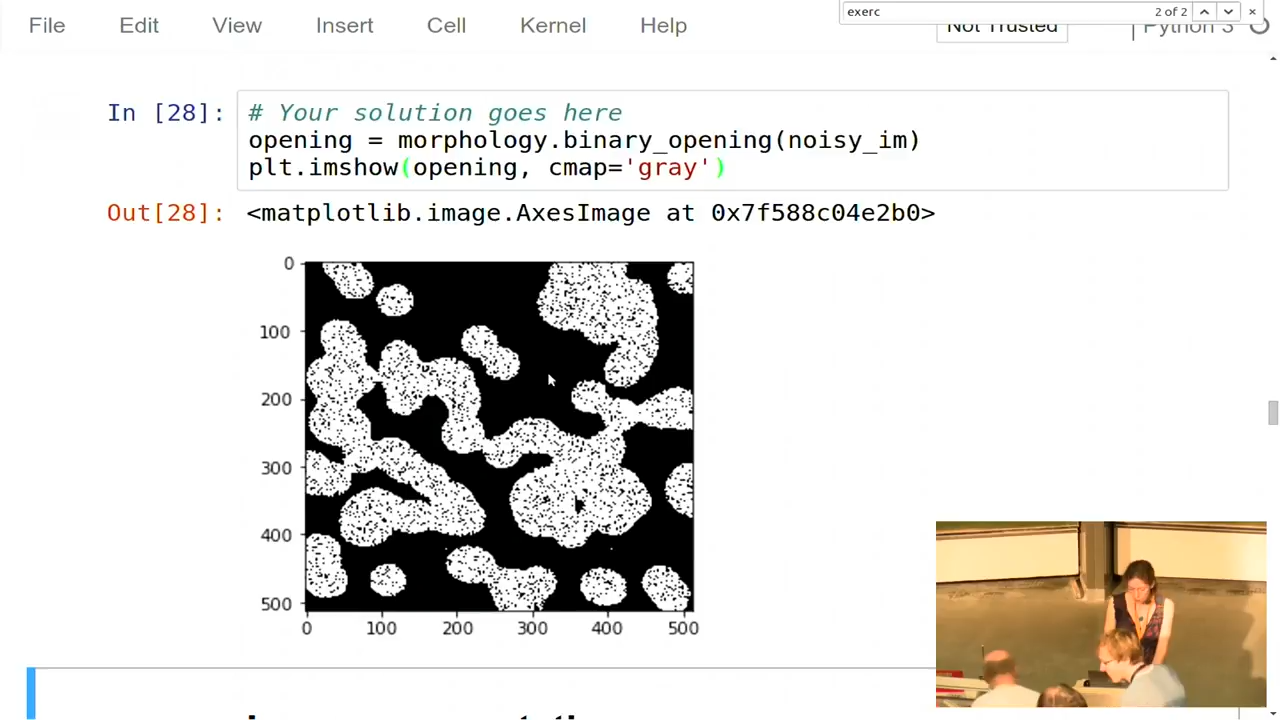 File Edit View Insert Cell Kernel Help
exerc 2 of 2
Not Trusted Python 3
In [28]: # Your solution goes here
opening = morphology.binary_opening(noisy_im)
plt.imshow(opening, cmap='gray')
Out[28]: <matplotlib.image.AxesImage at 0x7f588c04e2b0>
0
100
200
300
400
500
0 100 200 300 400 500